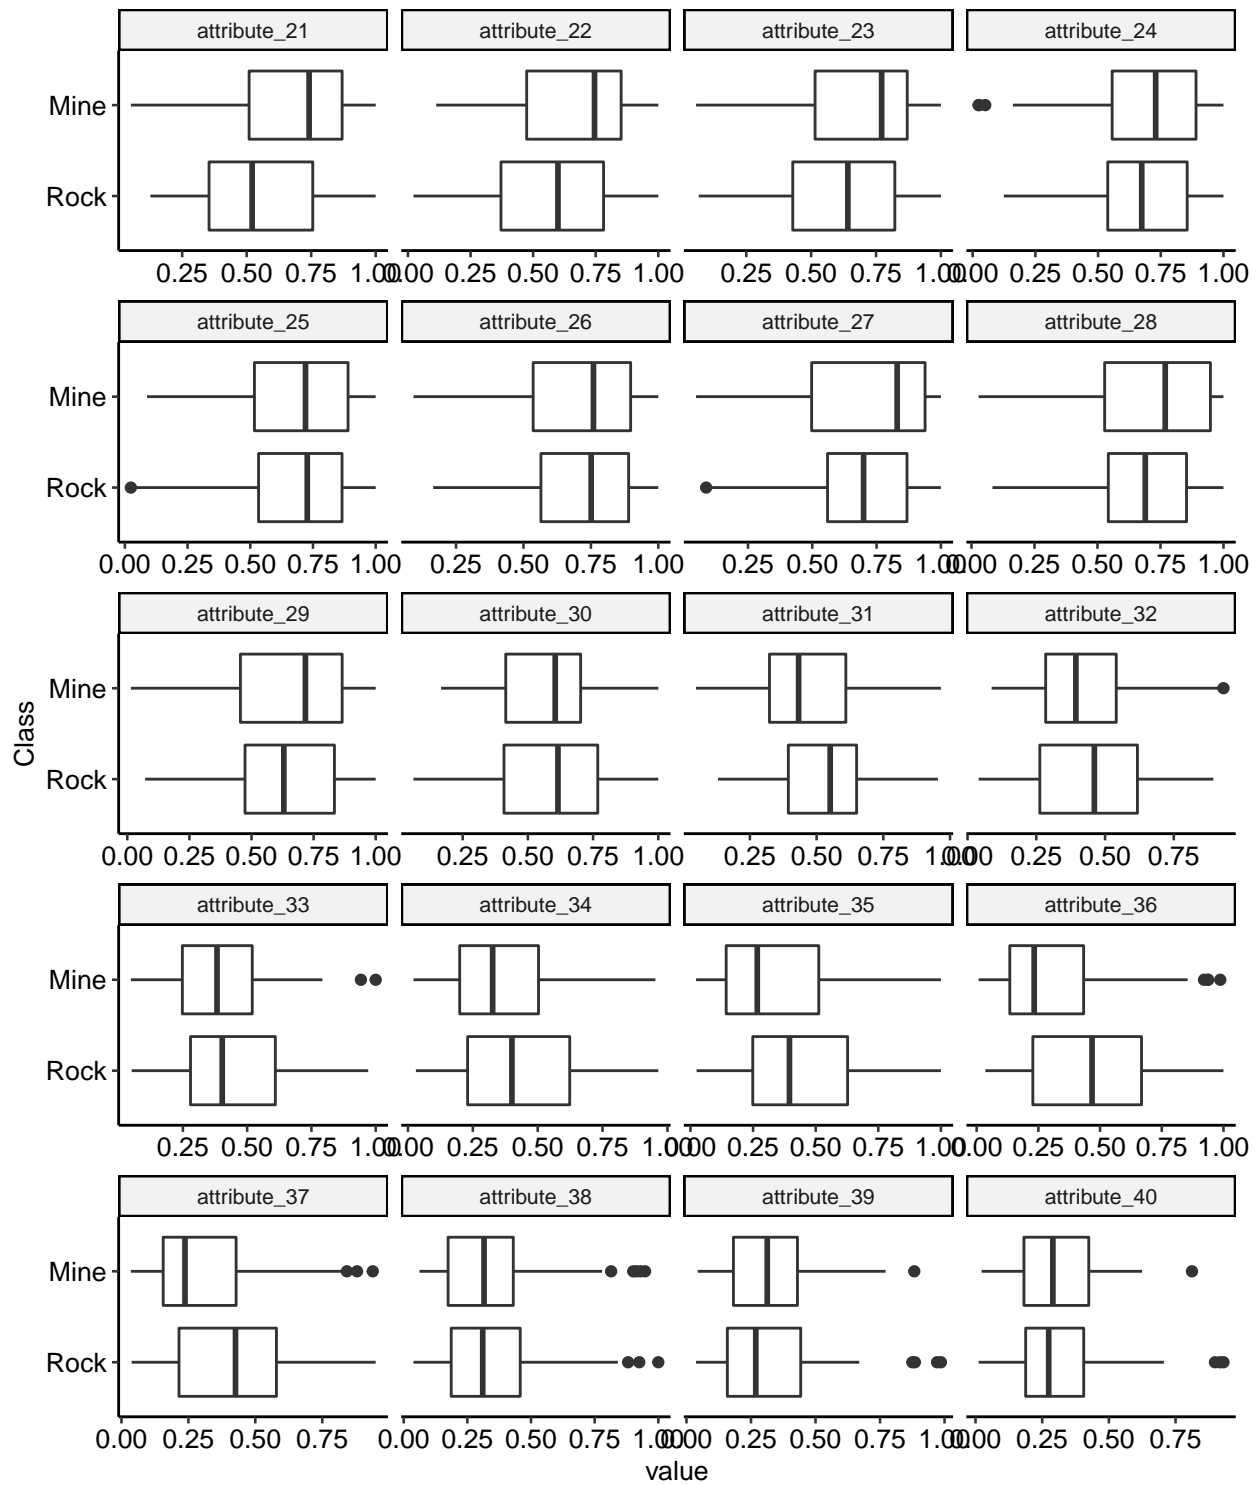 attribute_21 attribute_22 attribute_23 attribute_24
Mine
Rock
0.25 0.50 0.75 1.00 0.00 0.25 0.50 0.75 1.00 0.25 0.50 0.75 1.00 0.00 0.25 0.50 0.75 1.00
attribute_25 attribute_26 attribute_27 attribute_28
Mine
Rock
0.00 0.25 0.50 0.75 1.00 0.25 0.50 0.75 1.00 0.25 0.50 0.75 1.00 0.00 0.25 0.50 0.75 1.00
attribute_29 attribute_30 attribute_31 attribute_32
Mine
Class
Rock
0.00 0.25 0.50 0.75 1.00 0.25 0.50 0.75 1.00 0.25 0.50 0.75 1.00 0.00 0.25 0.50 0.75
attribute_33 attribute_34 attribute_35 attribute_36
Mine
Rock
0.25 0.50 0.75 1.00 0.00 0.25 0.50 0.75 1.00 0.00 0.25 0.50 0.75 1.00 0.00 0.25 0.50 0.75 1.00
attribute_37 attribute_38 attribute_39 attribute_40
Mine
Rock
0.00 0.25 0.50 0.75 0.00 0.25 0.50 0.75 1.00 0.00 0.25 0.50 0.75 1.00 0.00 0.25 0.50 0.75
value